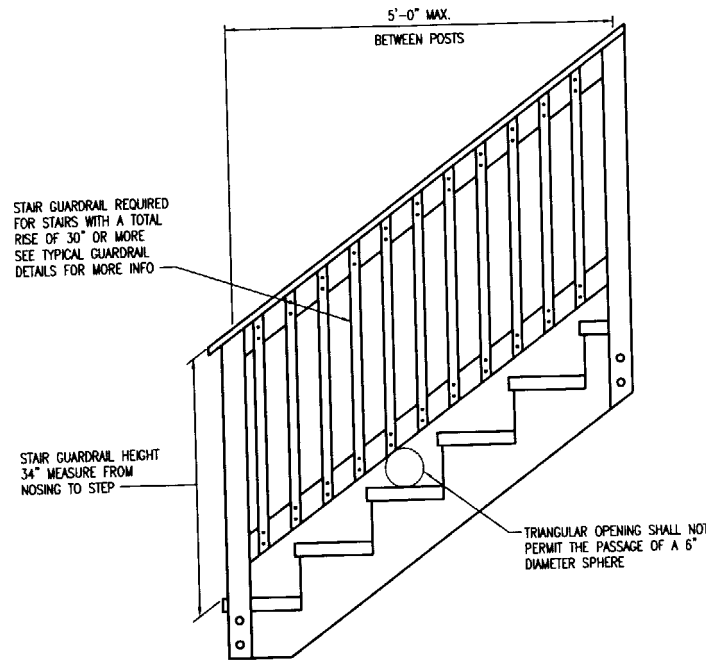 5'-0" MAX.
BETWEEN POSTS
STAIR GUARDRAIL REQUIRED
FOR STAIRS WITH A TOTAL
RISE OF 30" OR MORE
SEE TYPICAL GUARDRAIL
DETAILS FOR MORE INFO
STAIR GUARDRAIL HEIGHT
34" MEASURE FROM
NOSING TO STEP
TRIANGULAR OPENING SHALL NOT
PERMIT THE PASSAGE OF A 6"
DIAMETER SPHERE